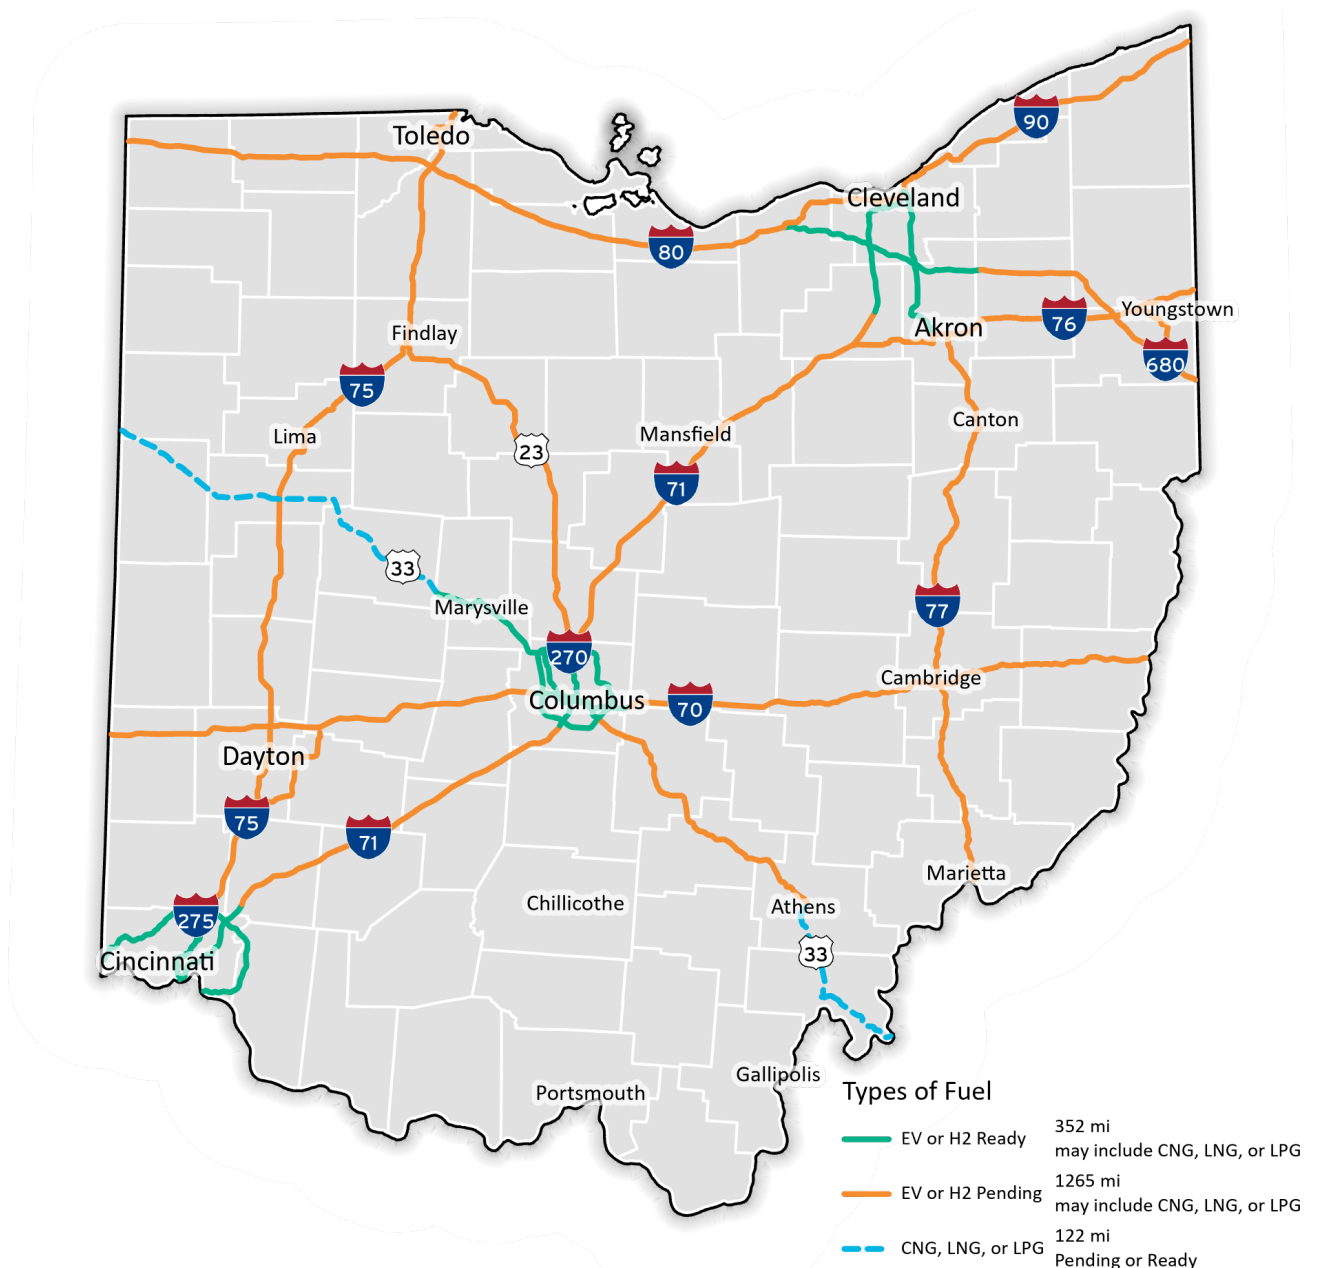 90
Toledo
Cleveland
80
Youngstown
76
Akron
Findlay
680
75
Canton
Lima
Mansfield
23
71
33
77
Marysville
270
Cambridge
Columbus
70
Dayton
75
71
Marietta
Chillicothe
Athens
275
33
Cincinnati
Gallipolis
Portsmouth
Types of Fuel
EV or H2 Ready
352 mi
may include CNG, LNG, or LPG
EV or H2 Pending
1265 mi
may include CNG, LNG, or LPG
CNG, LNG, or LPG
122 mi
Pending or Ready